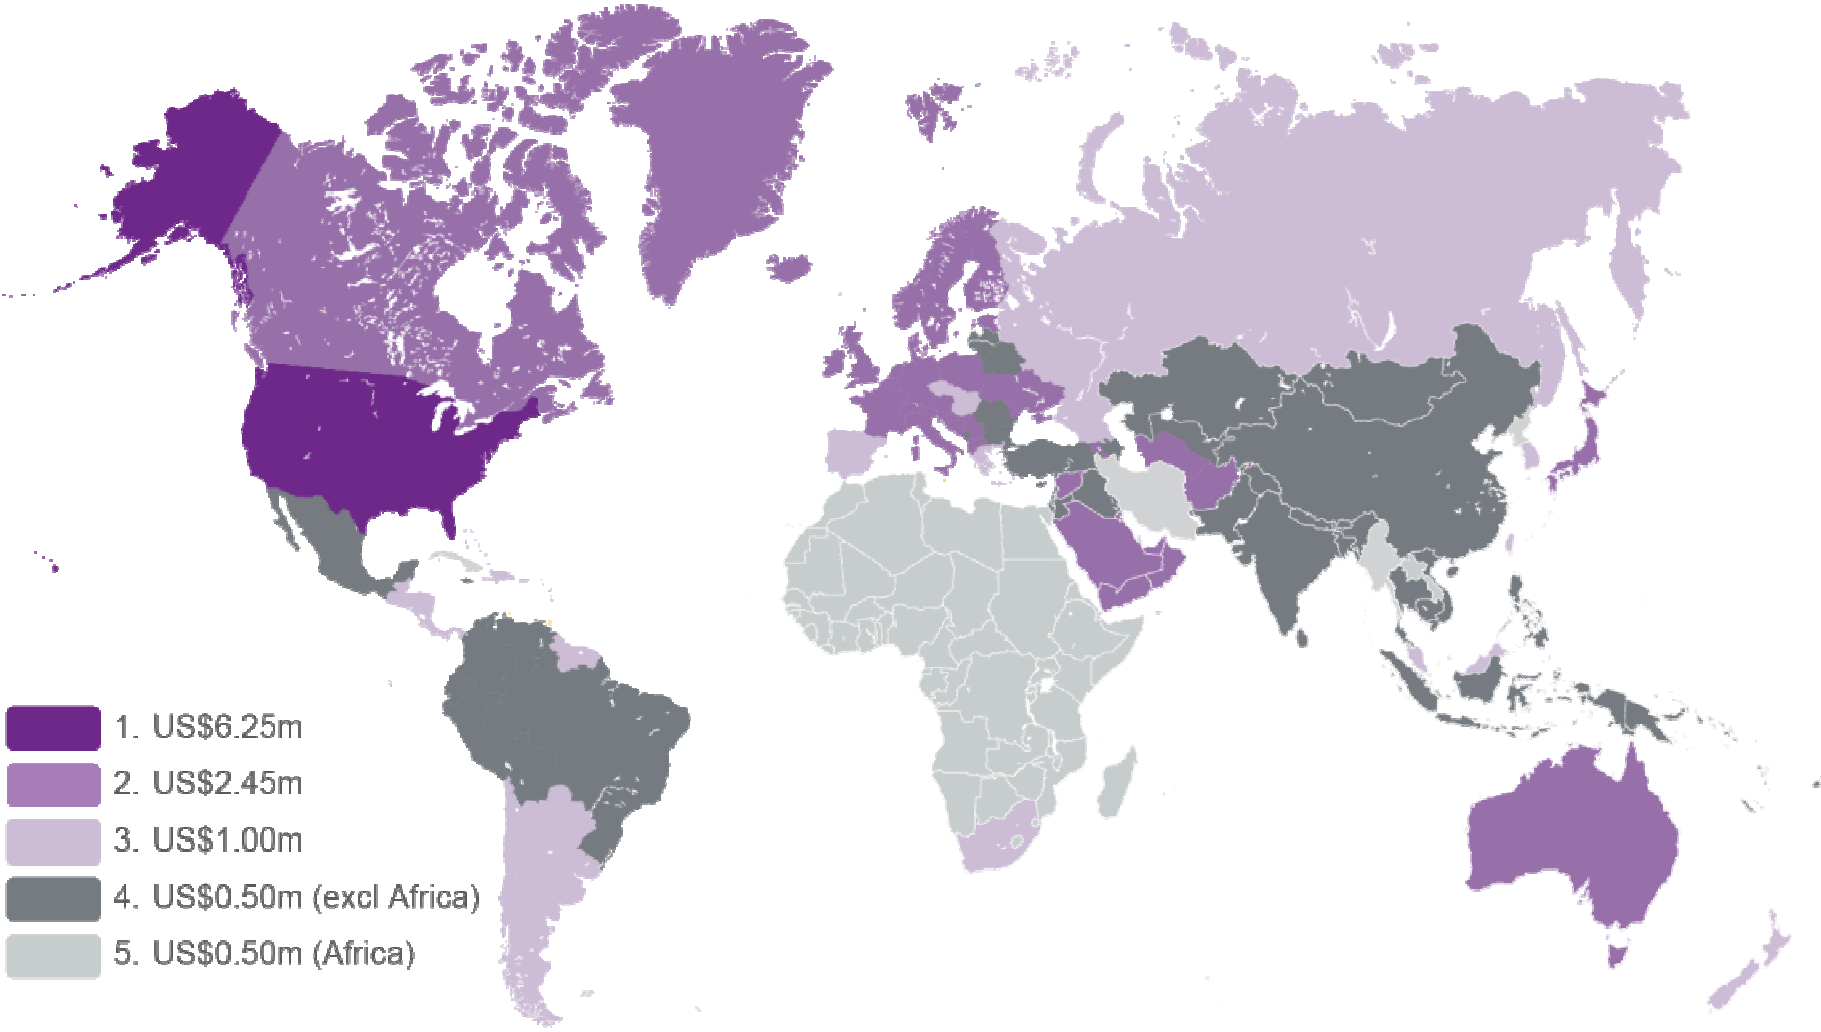 1. US$6.25m
2. US$2.45m
3. US$1.00m
4. US$0.50m (excl Africa)
5. US$0.50m (Africa)